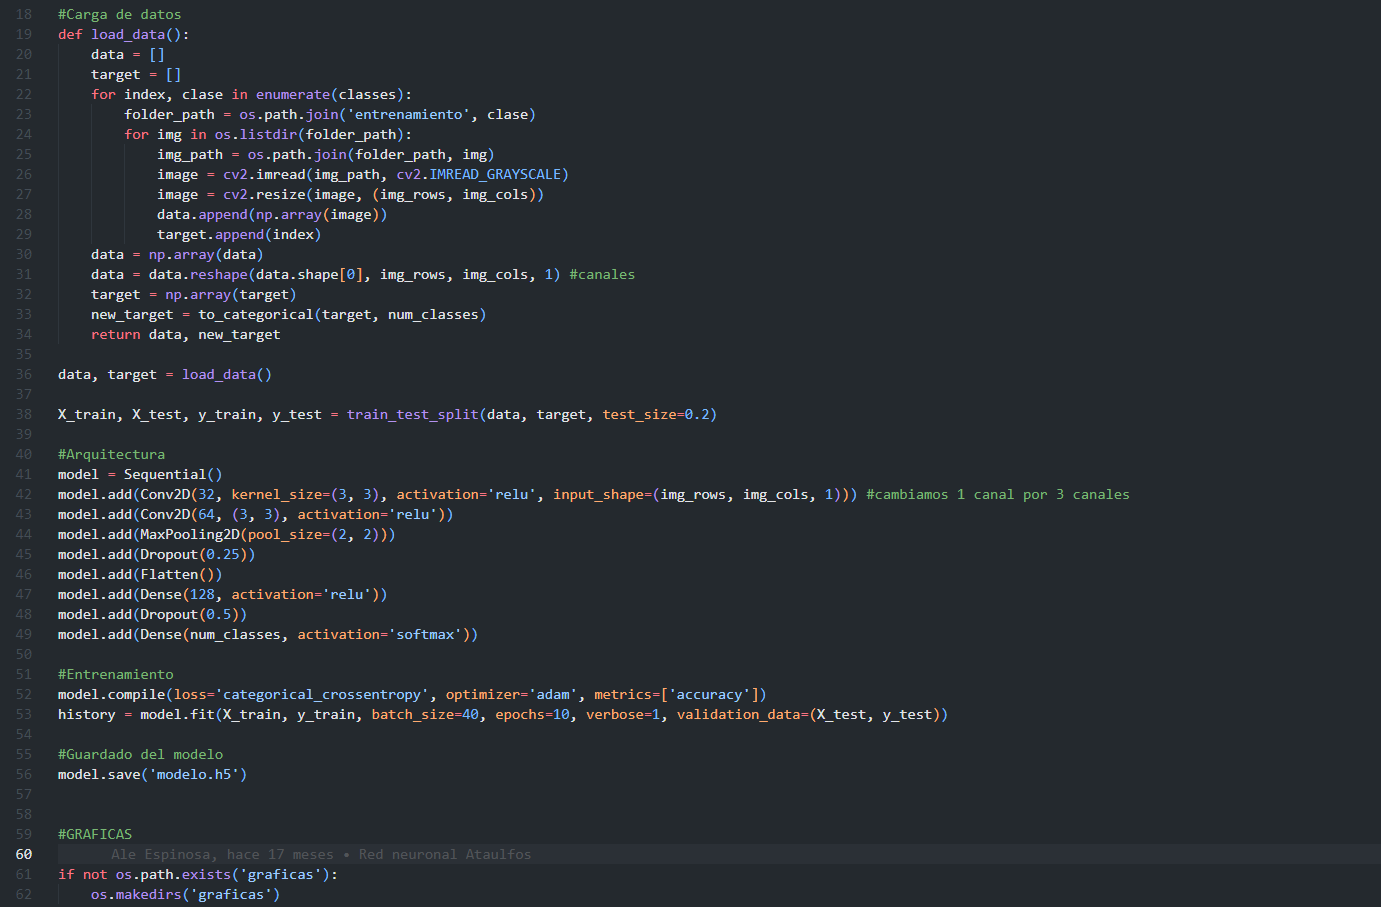 18 #Carga de datos
19 def load_data():
20     data = []
21     target = []
22     for index, clase in enumerate(classes):
23         folder_path = os.path.join('entrenamiento', clase)
24         for img in os.listdir(folder_path):
25             img_path = os.path.join(folder_path, img)
26             image = cv2.imread(img_path, cv2.IMREAD_GRAYSCALE)
27             image = cv2.resize(image, (img_rows, img_cols))
28             data.append(np.array(image))
29             target.append(index)
30     data = np.array(data)
31     data = data.reshape(data.shape[0], img_rows, img_cols, 1) #canales
32     target = np.array(target)
33     new_target = to_categorical(target, num_classes)
34     return data, new_target
35
36 data, target = load_data()
37
38 X_train, X_test, y_train, y_test = train_test_split(data, target, test_size=0.2)
39
40 #Arquitectura
41 model = Sequential()
42 model.add(Conv2D(32, kernel_size=(3, 3), activation='relu', input_shape=(img_rows, img_cols, 1))) #cambiamos 1 canal por 3 canales
43 model.add(Conv2D(64, (3, 3), activation='relu'))
44 model.add(MaxPooling2D(pool_size=(2, 2)))
45 model.add(Dropout(0.25))
46 model.add(Flatten())
47 model.add(Dense(128, activation='relu'))
48 model.add(Dropout(0.5))
49 model.add(Dense(num_classes, activation='softmax'))
50
51 #Entrenamiento
52 model.compile(loss='categorical_crossentropy', optimizer='adam', metrics=['accuracy'])
53 history = model.fit(X_train, y_train, batch_size=40, epochs=10, verbose=1, validation_data=(X_test, y_test))
54
55 #Guardado del modelo
56 model.save('modelo.h5')
57
58
59 #GRAFICAS
60 Ale Espinosa, hace 17 meses • Red neuronal Ataulfos
61 if not os.path.exists('graficas'):
62     os.makedirs('graficas')